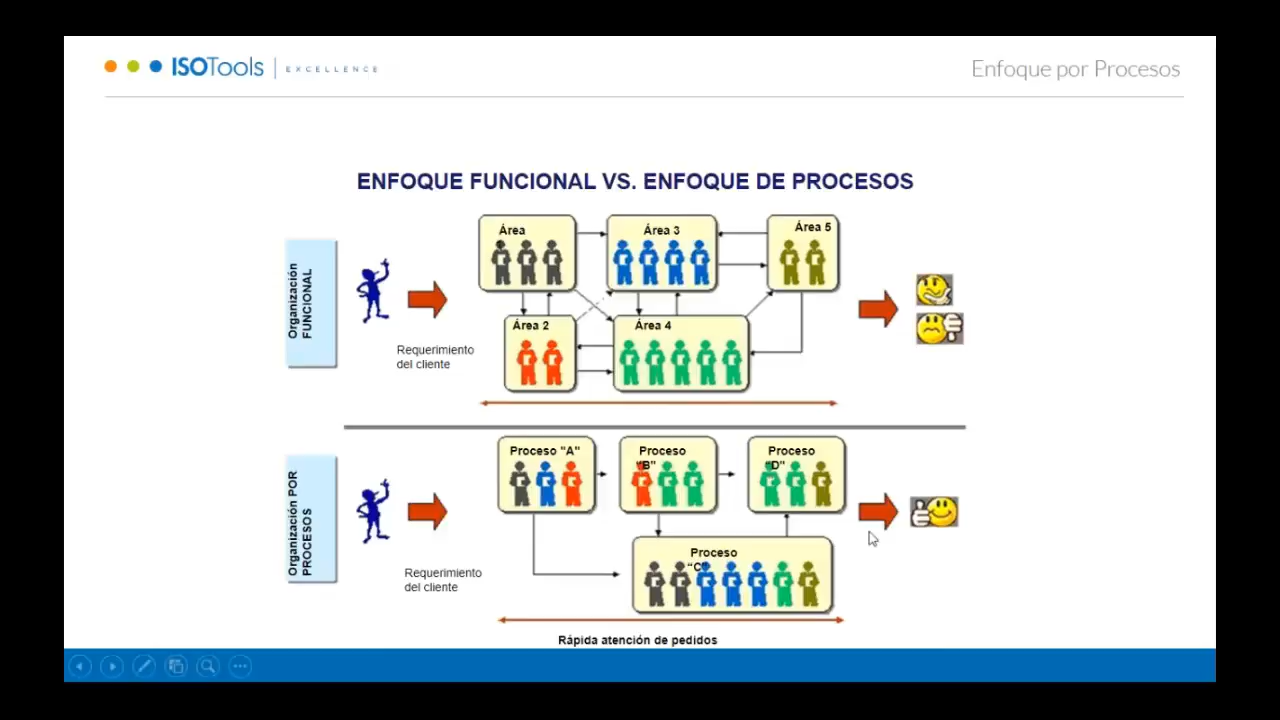 ISOTools | EXCELLENCE
Enfoque por Procesos
ENFOQUE FUNCIONAL VS. ENFOQUE DE PROCESOS
Organización
FUNCIONAL
Requerimiento
del cliente
Área
Área 3
Área 5
Área 2
Área 4
Organización POR
PROCESOS
Requerimiento
del cliente
Proceso "A"
Proceso
"B"
Proceso
"D"
Proceso
"C"
Rápida atención de pedidos